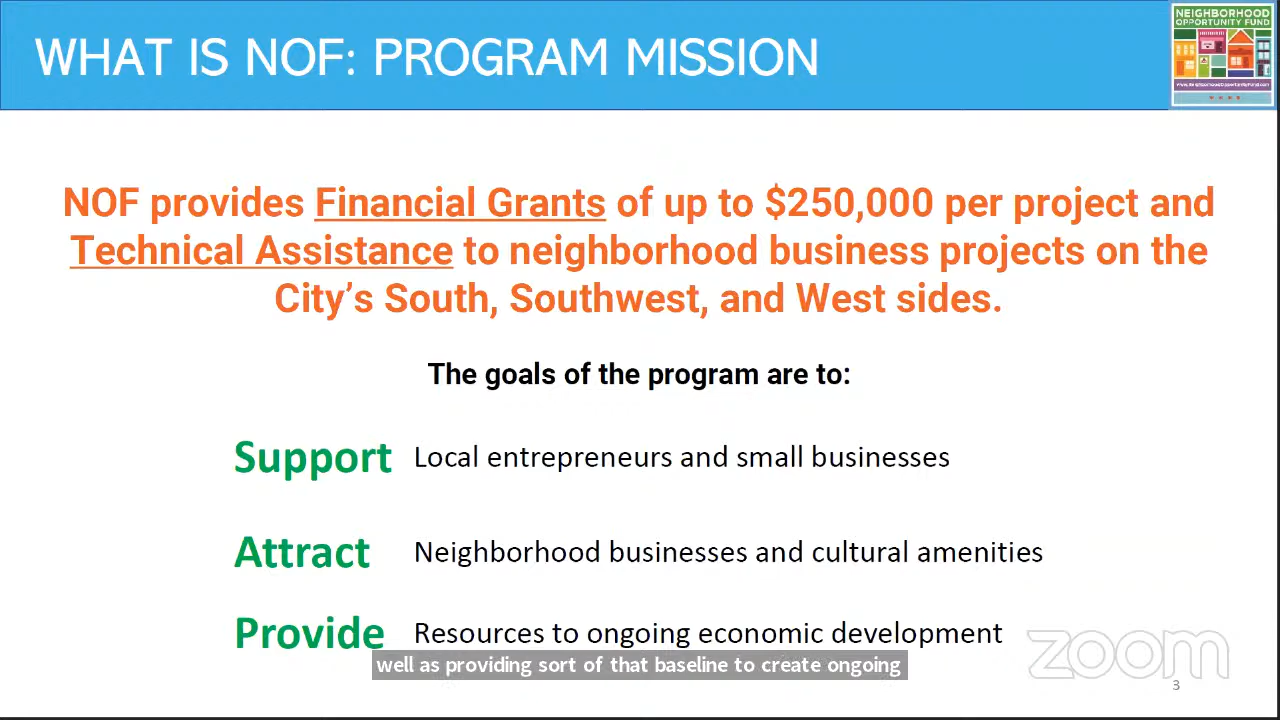 WHAT IS NOF: PROGRAM MISSION
NEIGHBORHOOD
OPPORTUNITY FUND
www.NeighborhoodOpportunityFund.com
NOF provides Financial Grants of up to $250,000 per project and
Technical Assistance to neighborhood business projects on the
City’s South, Southwest, and West sides.
The goals of the program are to:
Support Local entrepreneurs and small businesses
Attract Neighborhood businesses and cultural amenities
Provide Resources to ongoing economic development
well as providing sort of that baseline to create ongoing
zoom
3